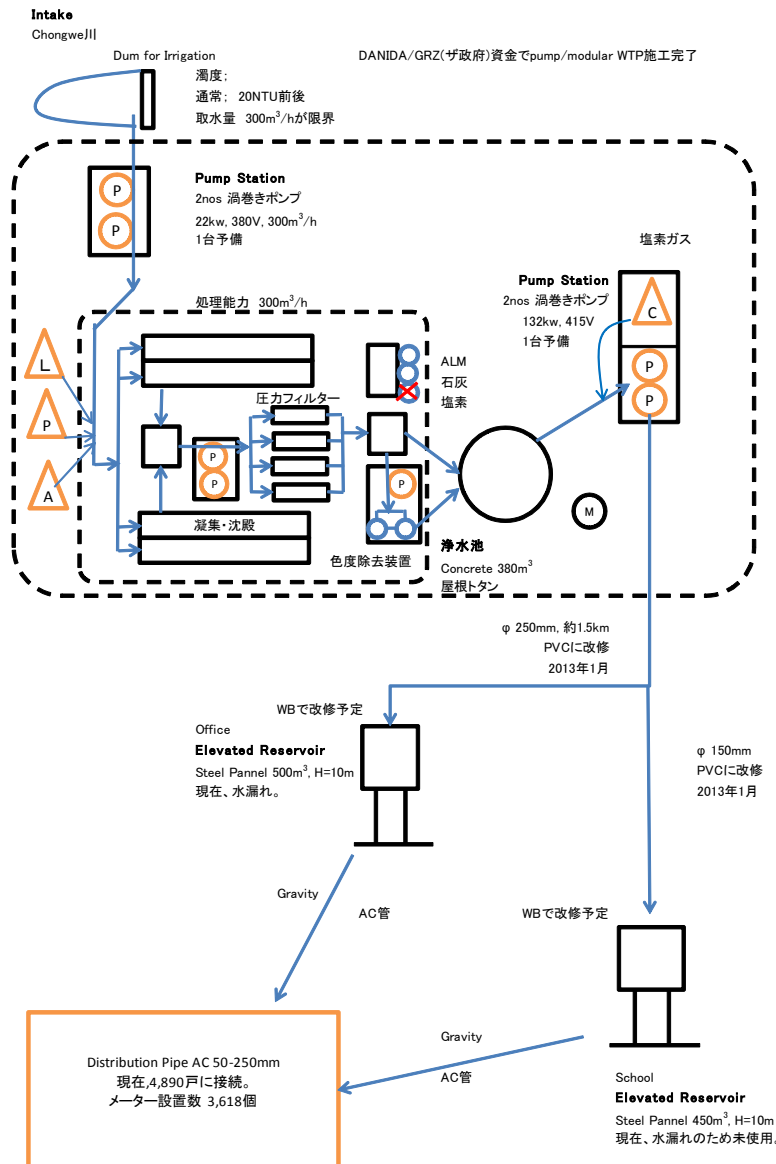 Intake
Chongwe川
Dum for Irrigation
DANIDA/GRZ(ザ政府)資金でpump/modular WTP施工完了
濁度;
通常; 20NTU前後
取水量 300m³/hが限界
P
P
Pump Station
2nos 渦巻きポンプ
22kw, 380V, 300m³/h
1台予備
塩素ガス
Pump Station
2nos 渦巻きポンプ
132kw, 415V
1台予備
C
P
P
処理能力 300m³/h
L
P
A
圧力フィルター
ALM
石灰
塩素
P
P
P
凝集・沈殿
色度除去装置
浄水池
Concrete 380m³
屋根トタン
M
φ 250mm, 約1.5km
PVCに改修
2013年1月
WBで改修予定
Office
Elevated Reservoir
Steel Pannel 500m³, H=10m
現在、水漏れ。
φ 150mm
PVCに改修
2013年1月
Gravity
AC管
WBで改修予定
Gravity
AC管
Distribution Pipe AC 50-250mm
現在,4,890戸に接続。
メーター設置数 3,618個
School
Elevated Reservoir
Steel Pannel 450m³, H=10m
現在、水漏れのため未使用。